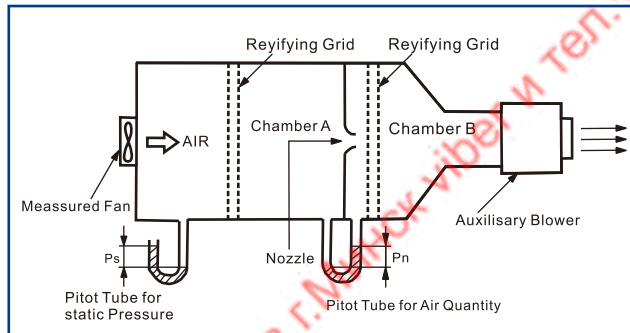 Reyifying Grid
Reyifying Grid
Chamber A
Chamber B
AIR
Meassured Fan
Auxilisary Blower
Ps
Nozzle
Pn
Pitot Tube for
static Pressure
Pitot Tube for Air Quantity
г.Минск viber и тел.